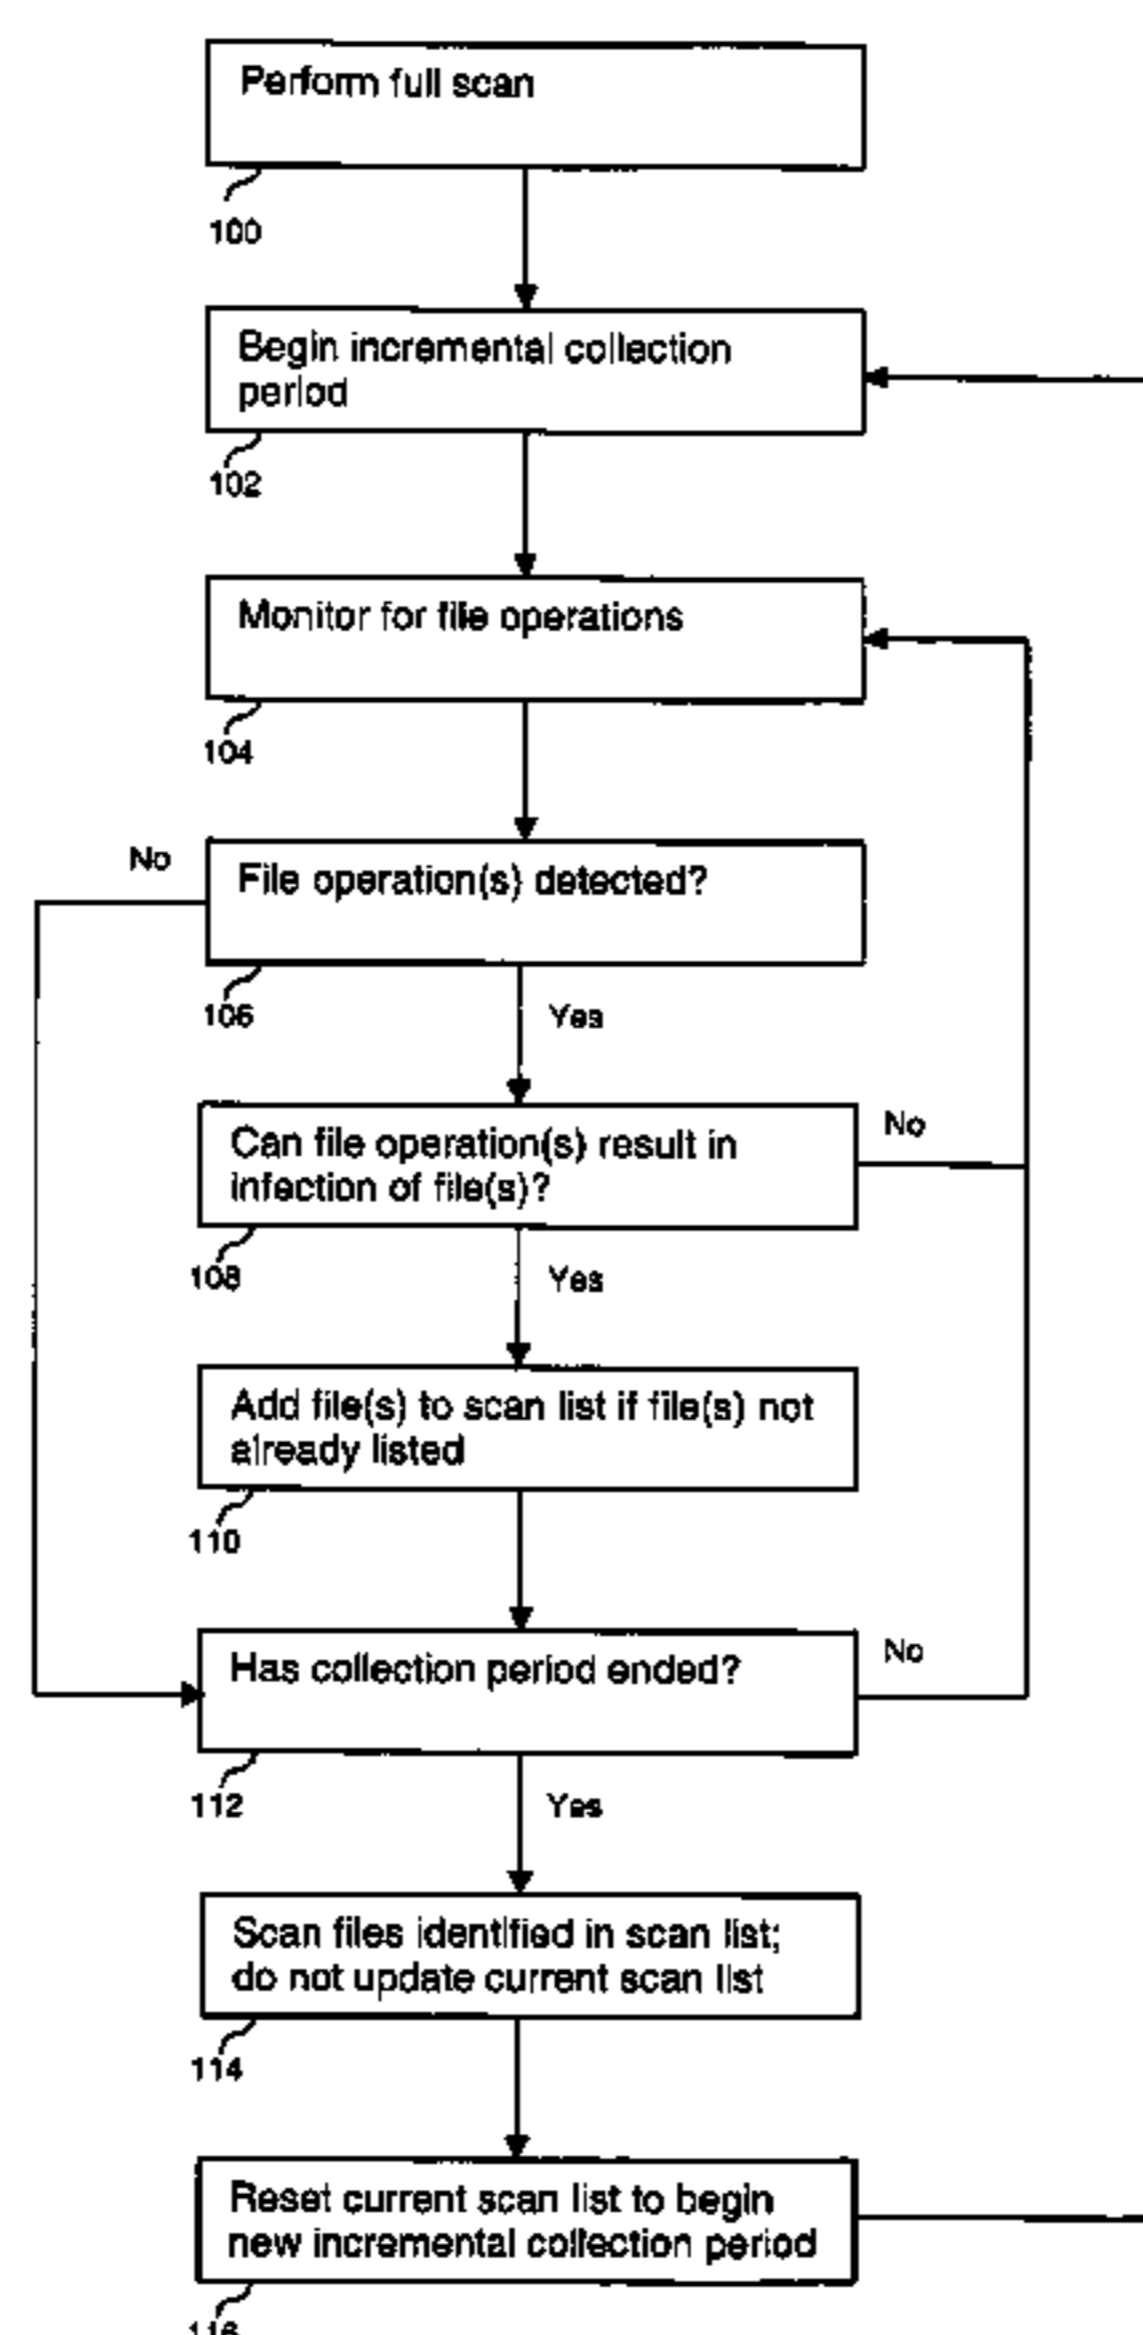 Perform full scan
100
Begin incremental collection
period
102
Monitor for file operations
104
No
File operation(s) detected?
106
Yes
Can file operation(s) result in
infection of file(s)?
No
108
Yes
Add file(s) to scan list if file(s) not
already listed
110
Has collection period ended?
No
112
Yes
Scan files identified in scan list;
do not update current scan list
114
Reset current scan list to begin
new incremental collection period
116